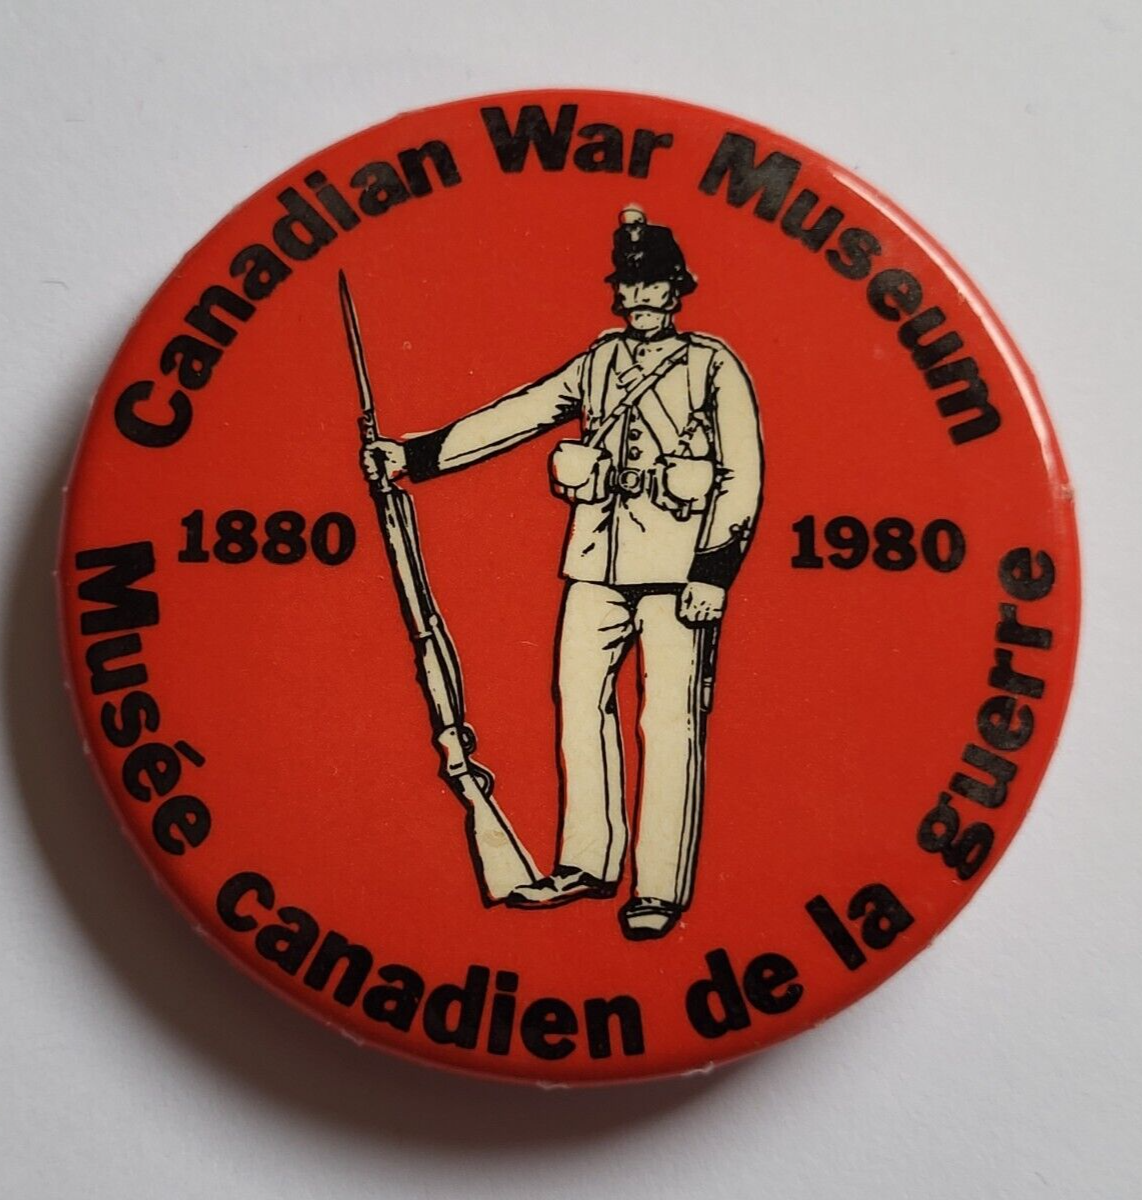 Canadian War Museum
1880 1980
Musée canadien de la guerre